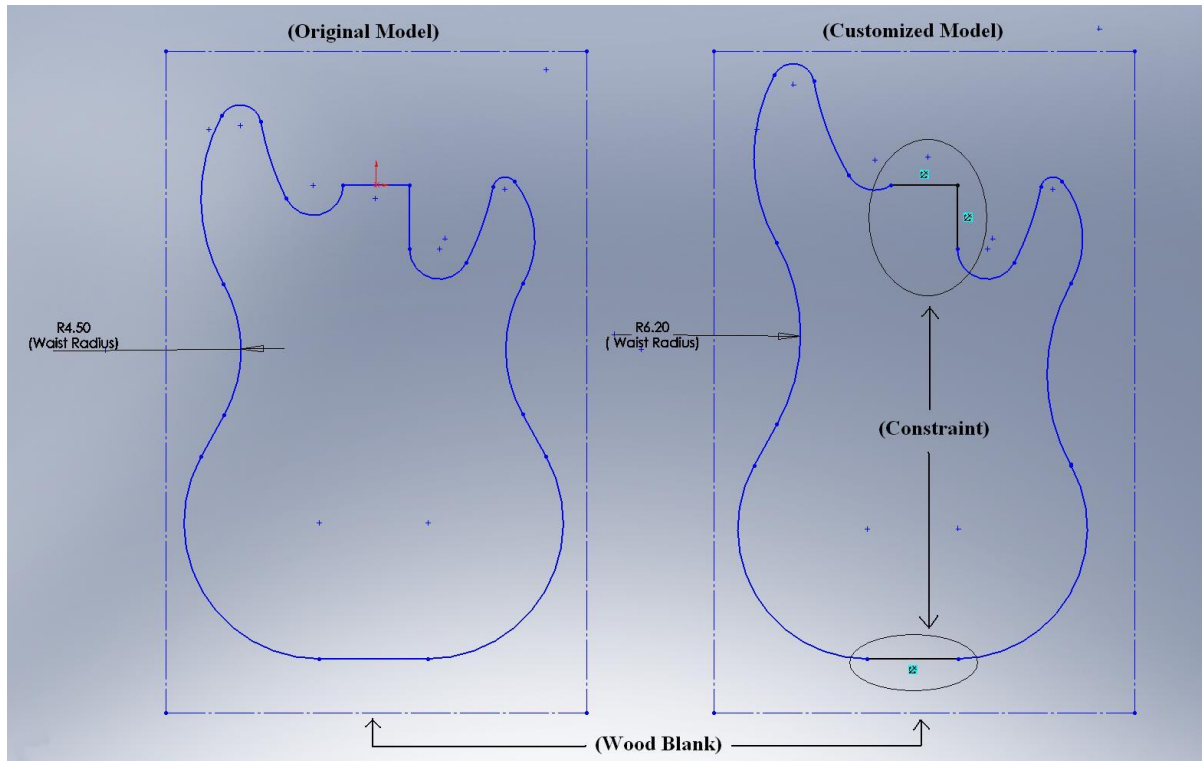 (Original Model)
(Customized Model)
R4.50
(Waist Radius)
R6.20
( Waist Radius)
(Constraint)
(Wood Blank)